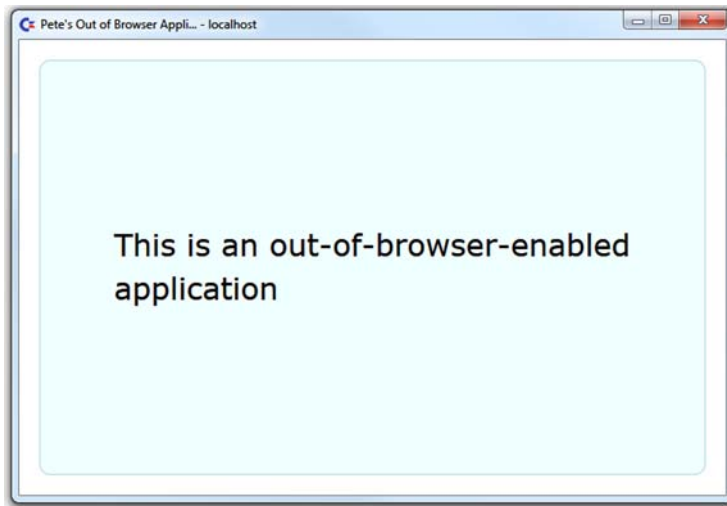 Pete's Out of Browser Appli... - localhost
This is an out-of-browser-enabled
application